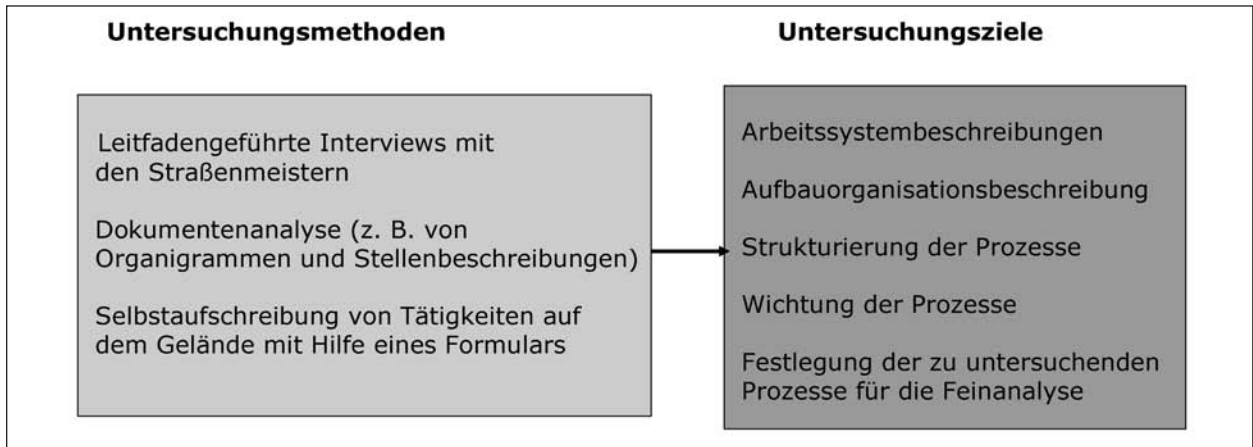 Untersuchungsmethoden
Leitfadengeführte Interviews mit
den Straßenmeistern
Dokumentenanalyse (z. B. von
Organigrammen und Stellenbeschreibungen)
Selbstaufschreibung von Tätigkeiten auf
dem Gelände mit Hilfe eines Formulars
Untersuchungsziele
Arbeitssystembeschreibungen
Aufbauorganisationsbeschreibung
Strukturierung der Prozesse
Wichtung der Prozesse
Festlegung der zu untersuchenden
Prozesse für die Feinanalyse